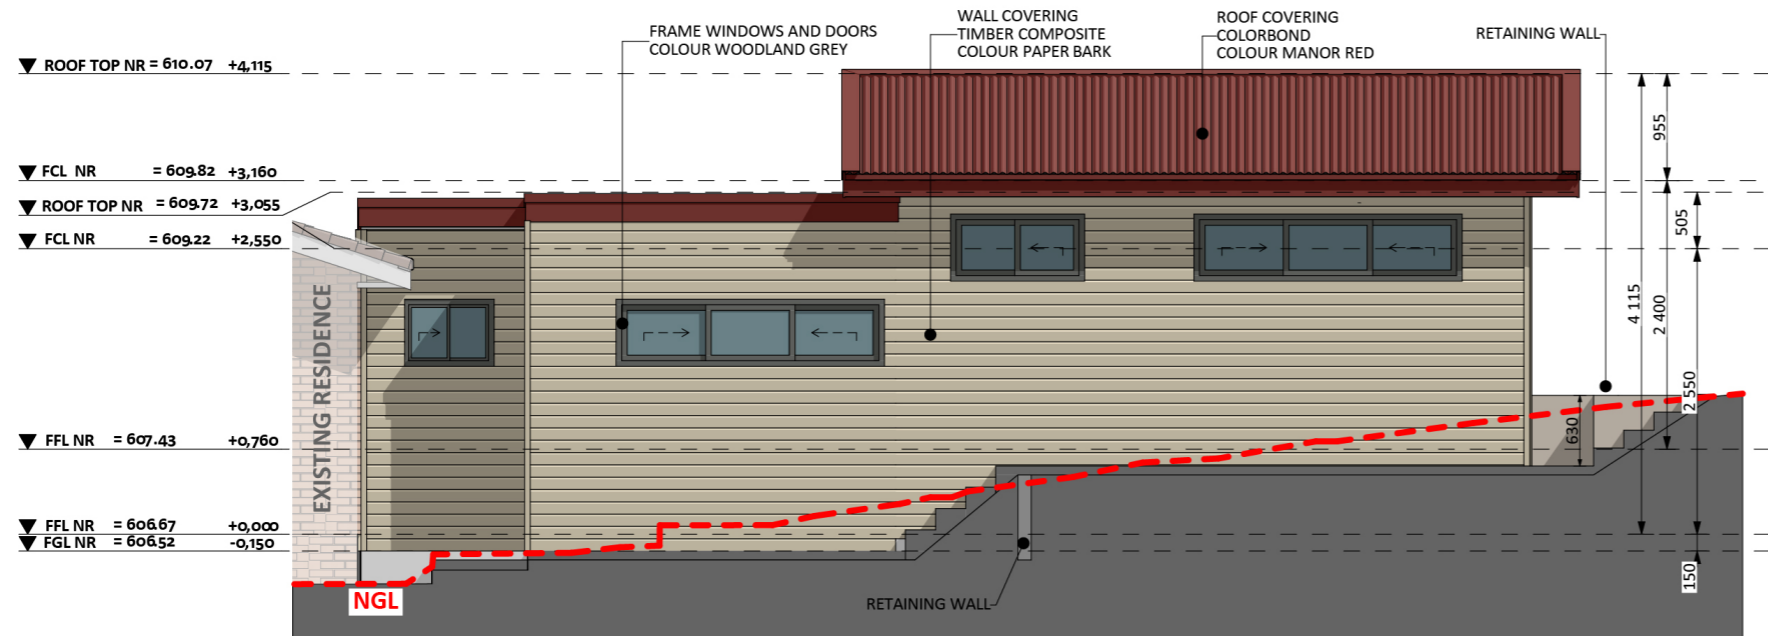 FRAME WINDOWS AND DOORS
COLOUR WOODLAND GREY
WALL COVERING
TIMBER COMPOSITE
COLOUR PAPER BARK
ROOF COVERING
COLORBOND
COLOUR MANOR RED
RETAINING WALL
ROOF TOP NR = 610.07 +4,115
FCL NR = 609.82 +3,160
ROOF TOP NR = 609.72 +3,055
FCL NR = 609.22 +2,550
FFL NR = 607.43 +0,760
FFL NR = 606.67 +0,000
FGL NR = 606.52 -0,150
EXISTING RESIDENCE
NGL
RETAINING WALL
630
4 115
955
2 400
505
2 550
150